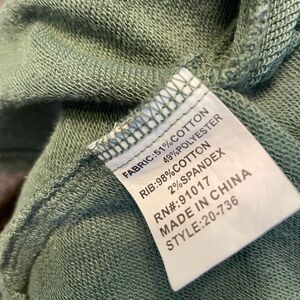 FABRIC:51%COTTON
49%POLYESTER
RIB:98%COTTON
2%SPANDEX
RN#:91017
MADE IN CHINA
STYLE:20-736